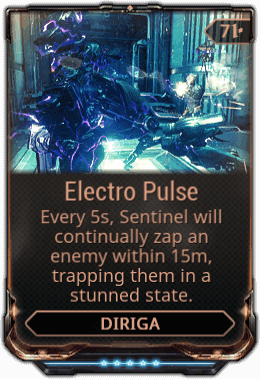 7
Electro Pulse
Every 5s, Sentinel will
continually zap an
enemy within 15m,
trapping them in a
stunned state.
DIRIGA